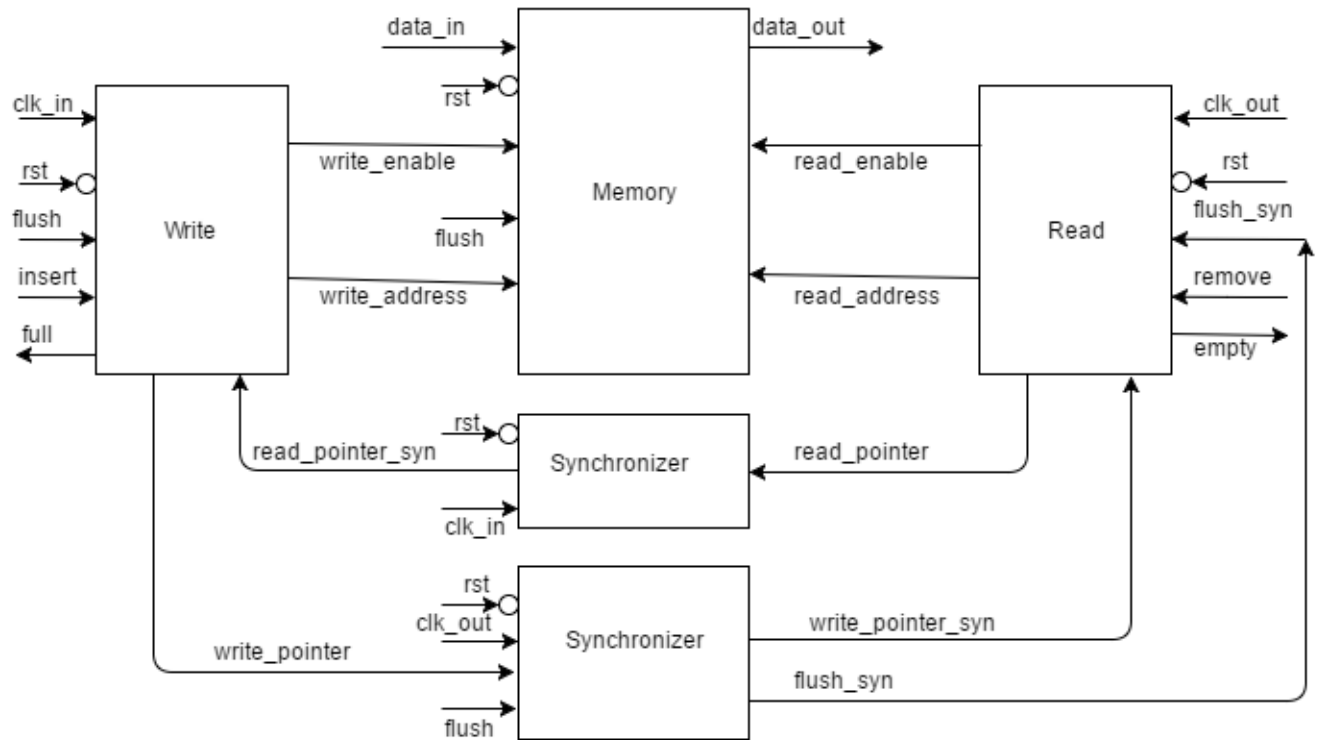 data_in
data_out
rst
clk_in
clk_out
write_enable
read_enable
rst
rst
Memory
flush
flush_syn
Write
flush
Read
insert
remove
write_address
read_address
full
empty
rst
read_pointer_syn
Synchronizer
read_pointer
clk_in
rst
clk_out
write_pointer
Synchronizer
write_pointer_syn
flush_syn
flush